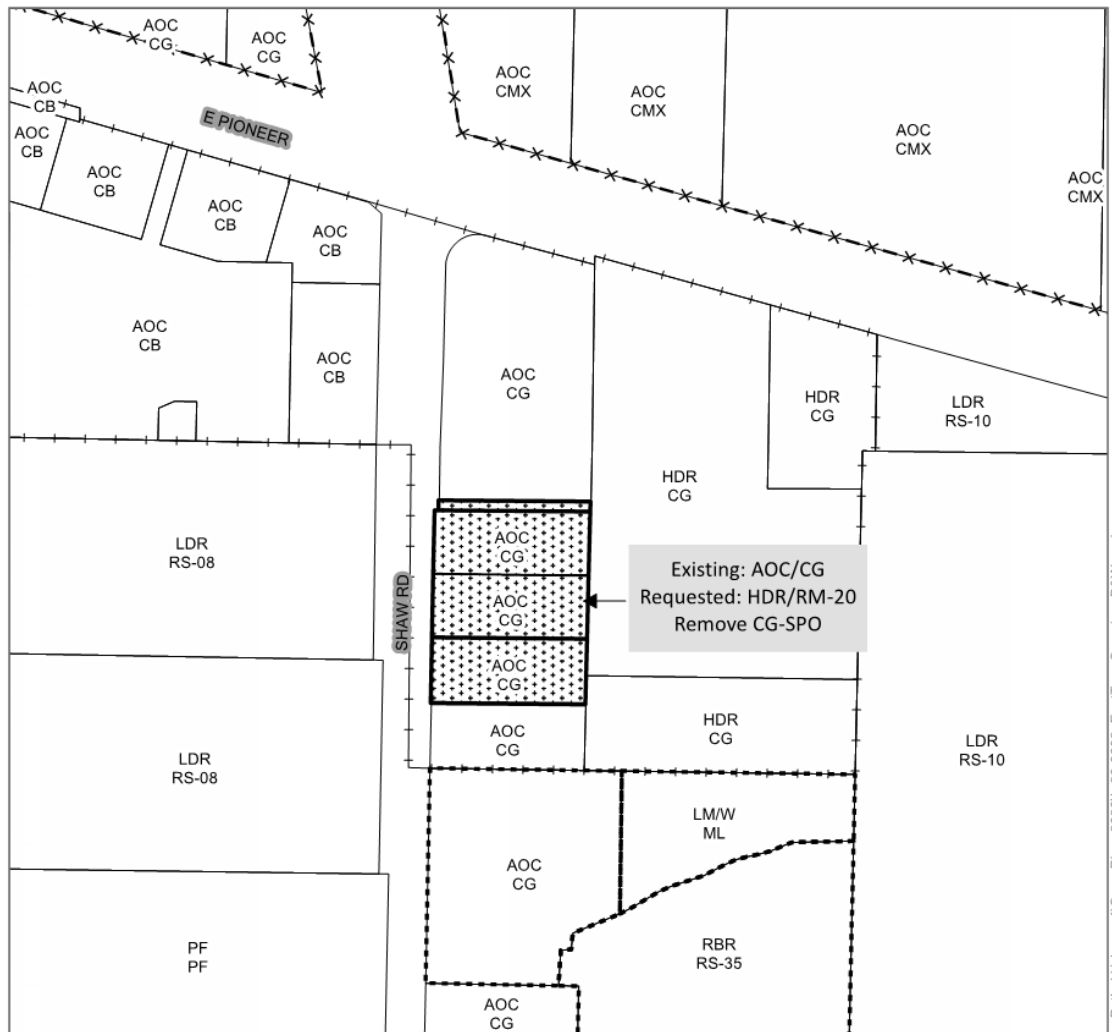 AOC
CG
AOC
CG
AOC
CMX
AOC
CMX
AOC
CMX
AOC
CMX
AOC
CB
AOC
CB
AOC
CB
AOC
CB
AOC
CB
E PIONEER
AOC
CB
AOC
CB
AOC
CG
HDR
CG
LDR
RS-10
HDR
CG
LDR
RS-08
AOC
CG
AOC
CG
AOC
CG
SHAW RD
Existing: AOC/CG
Requested: HDR/RM-20
Remove CG-SPO
AOC
CG
HDR
CG
LDR
RS-10
LDR
RS-08
LM/W
ML
AOC
CG
RBR
RS-35
PF
PF
AOC
CG